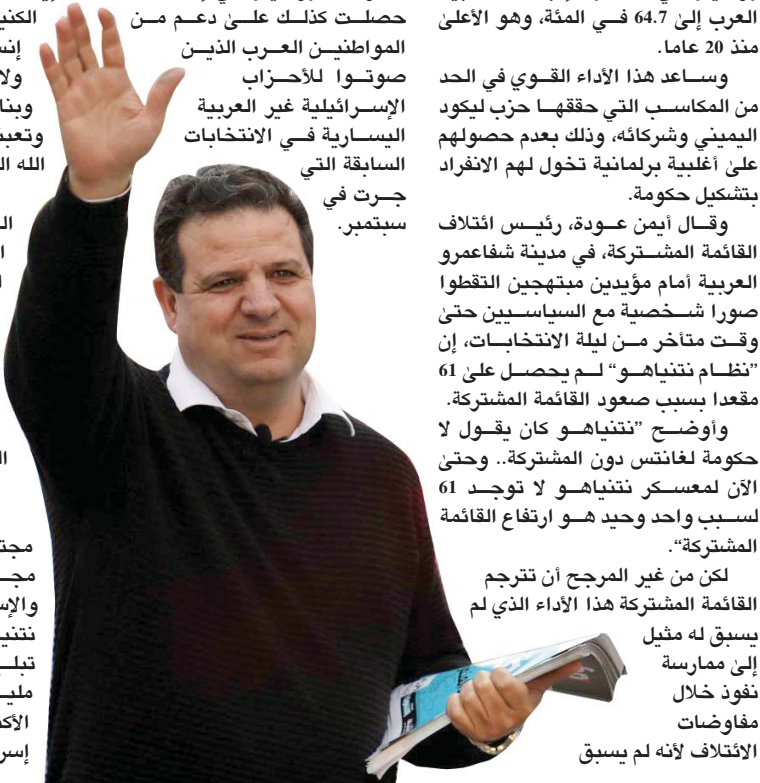 العرب إلى 64.7 في المئة، وهو الأعلى
منذ 20 عاما.
وساعد هذا الأداء القوي في الحد
من المكاسب التي حققها حزب ليكود
اليميني وشركائه، وذلك بعدم حصولهم
على أغلبية برلمانية تخول لهم الانفراد
بتشكيل حكومة.
وقال أيمن عودة، رئيس ائتلاف
القائمة المشتركة، في مدينة شفاعمرو
العربية أمام مؤيدين مبتهجين التقطوا
صورا شخصية مع السياسيين حتى
وقت متأخر من ليلة الانتخابات، إن
”نظام نتنياهو“ لم يحصل على 61
مقعدا بسبب صعود القائمة المشتركة.
وأوضح ”نتنياهو كان يقول لا
حكومة لغانتس دون المشتركة.. وحتى
الآن لمعسكر نتنياهو لا توجد 61
لسبب واحد وحيد هو ارتفاع القائمة
المشتركة“.
لكن من غير المرجح أن تترجم
القائمة المشتركة هذا الأداء الذي لم
يسبق له مثيل
إلى ممارسة
نفوذ خلال
مفاوضات
الائتلاف لأنه لم يسبق
حصلت كذلك على دعم من
المواطنين العرب الذين
صوتوا للأحزاب
الإسرائيلية غير العربية
اليسارية في الانتخابات
السابقة التي
جرت في
سبتمبر.
الله